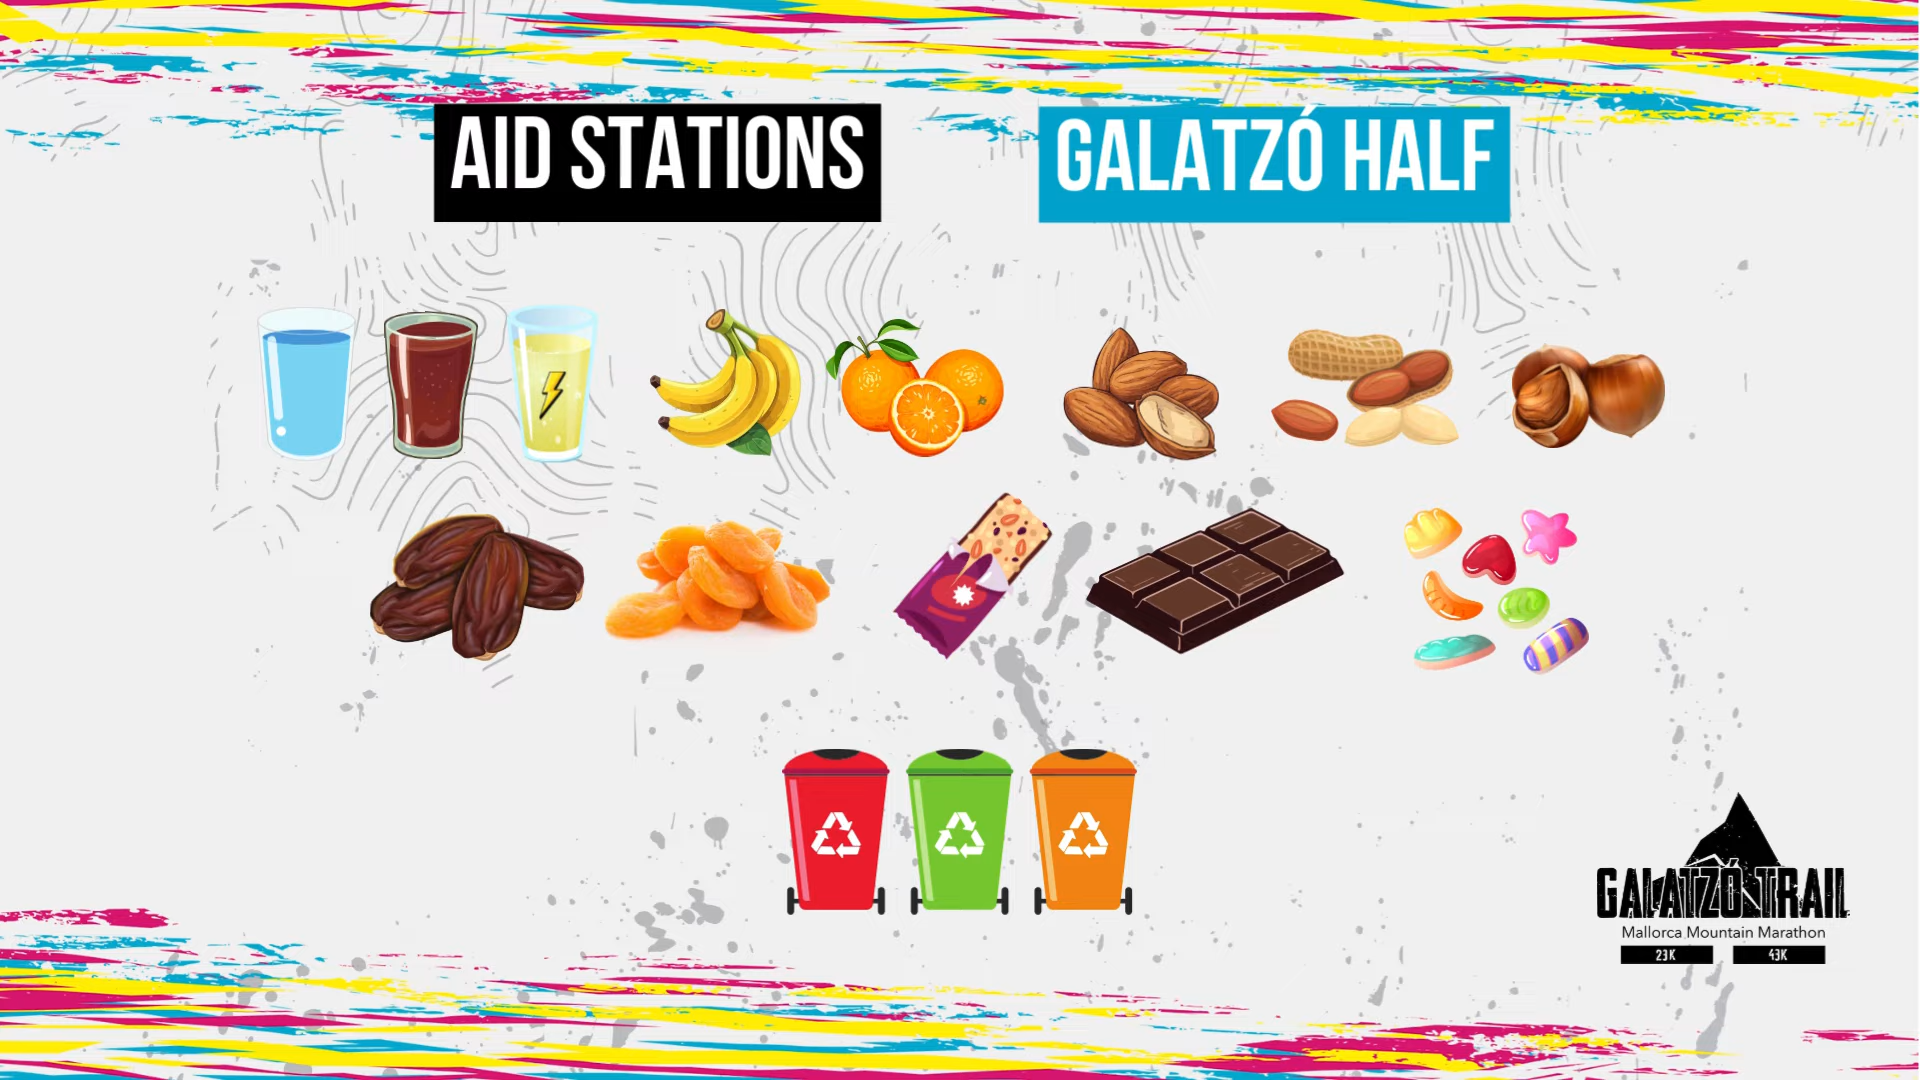 AID STATIONS
GALATZÓ HALF
GALATZÓ TRAIL
Mallorca Mountain Marathon
23K
43K